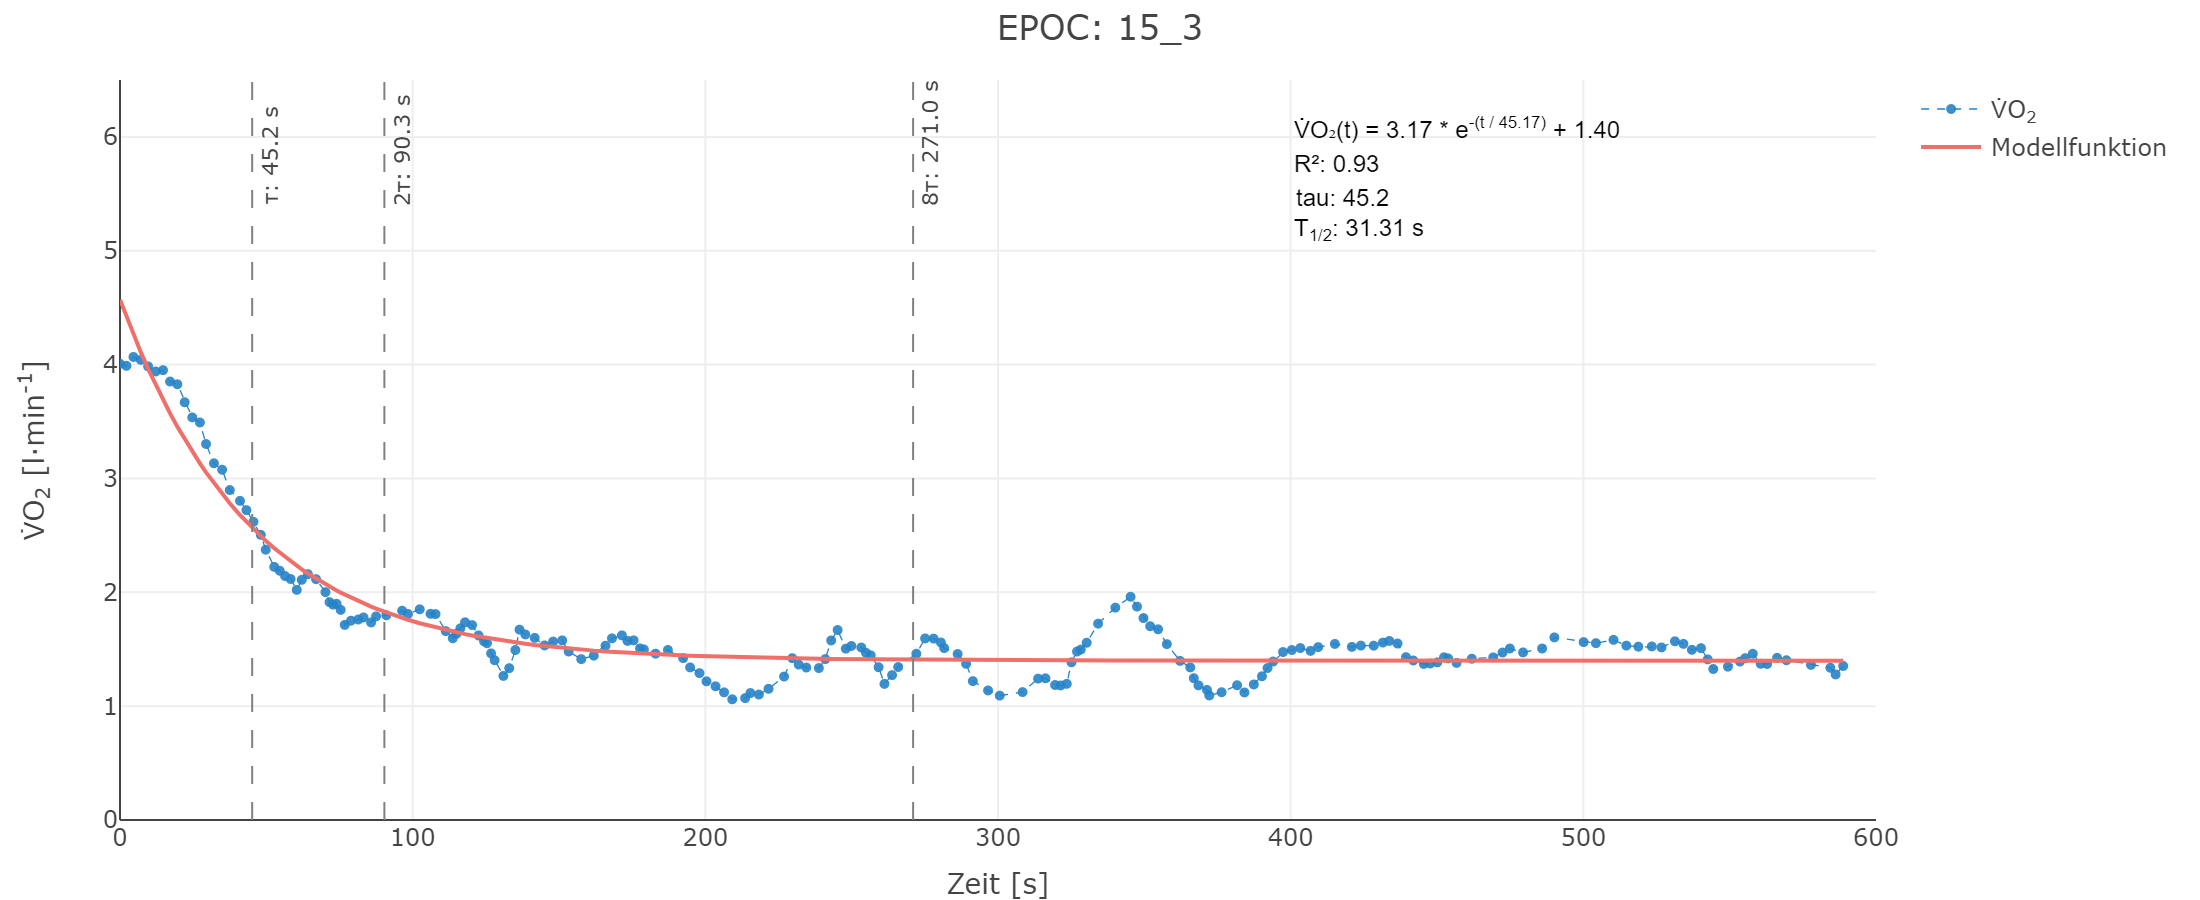 EPOC: 15_3
τ: 45.2 s
2τ: 90.3 s
8τ: 271.0 s
V̇O₂(t) = 3.17 * e^-(t / 45.17) + 1.40
R²: 0.93
tau: 45.2
T1/2: 31.31 s
V̇O₂
Modellfunktion
V̇O₂ [l·min⁻¹]
6
5
4
3
2
1
0
0 100 200 300 400 500 600
Zeit [s]